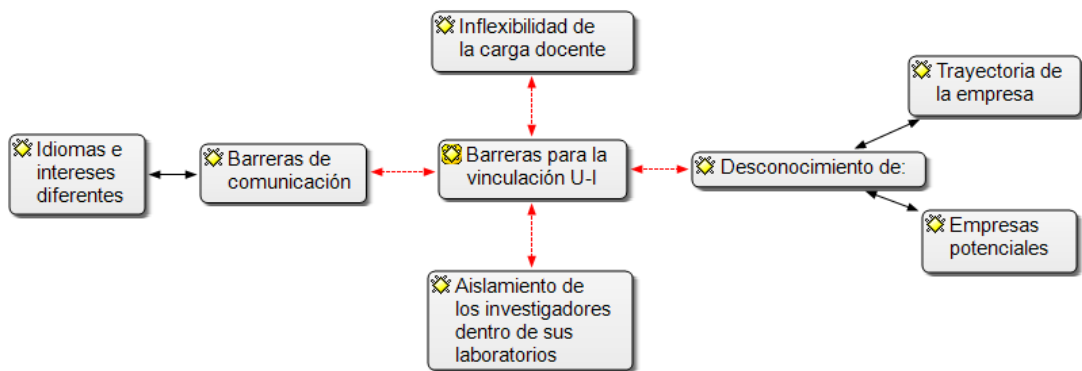 Inflexibilidad de
la carga docente
Trayectoria de
la empresa
Idiomas e
intereses
diferentes
Barreras de
comunicación
Barreras para la
vinculación U-I
Desconocimiento de:
Empresas
potenciales
Aislamiento de
los investigadores
dentro de sus
laboratorios